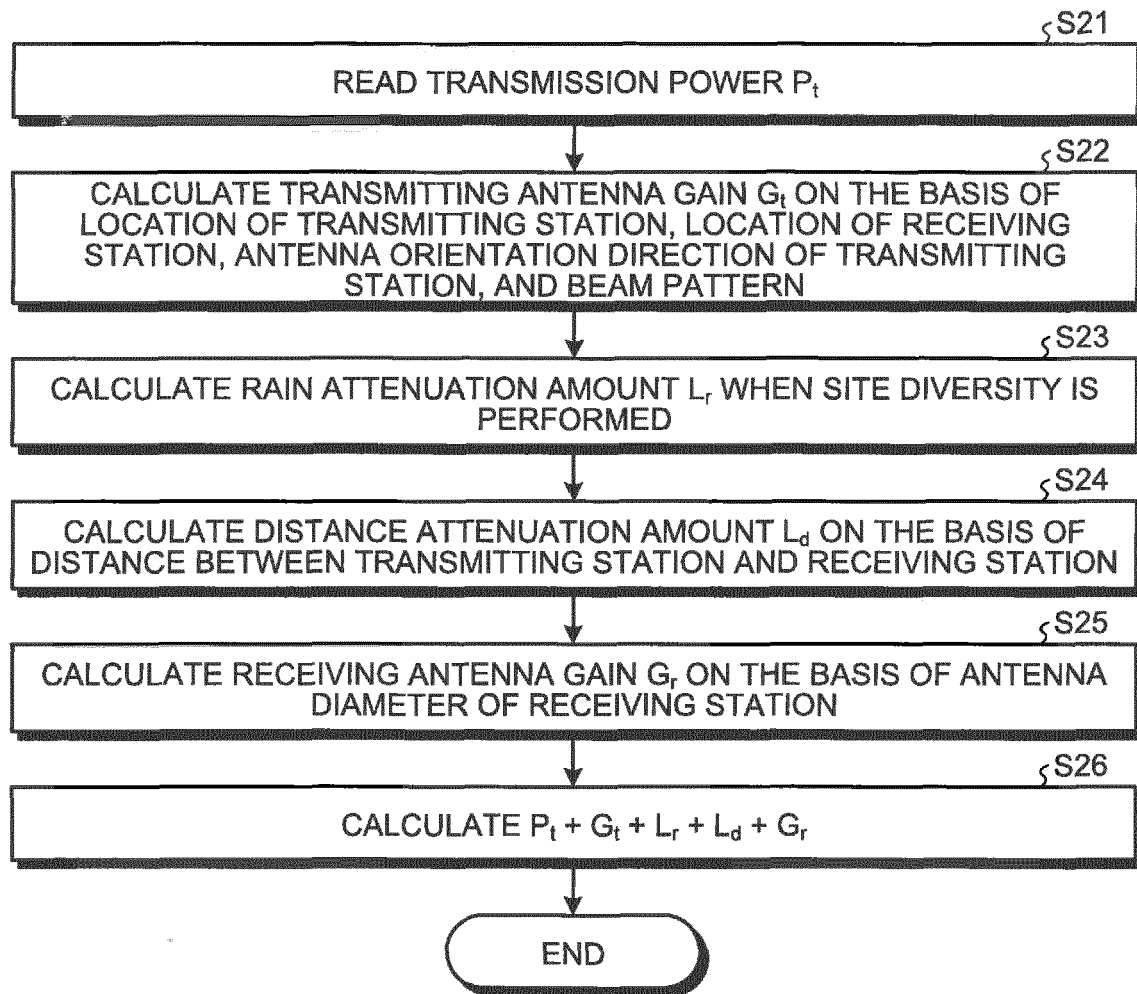 S21
READ TRANSMISSION POWER Pt
S22
CALCULATE TRANSMITTING ANTENNA GAIN Gt ON THE BASIS OF
LOCATION OF TRANSMITTING STATION, LOCATION OF RECEIVING
STATION, ANTENNA ORIENTATION DIRECTION OF TRANSMITTING
STATION, AND BEAM PATTERN
S23
CALCULATE RAIN ATTENUATION AMOUNT Lr WHEN SITE DIVERSITY IS
PERFORMED
S24
CALCULATE DISTANCE ATTENUATION AMOUNT Ld ON THE BASIS OF
DISTANCE BETWEEN TRANSMITTING STATION AND RECEIVING STATION
S25
CALCULATE RECEIVING ANTENNA GAIN Gr ON THE BASIS OF ANTENNA
DIAMETER OF RECEIVING STATION
S26
CALCULATE Pt + Gt + Lr + Ld + Gr
END